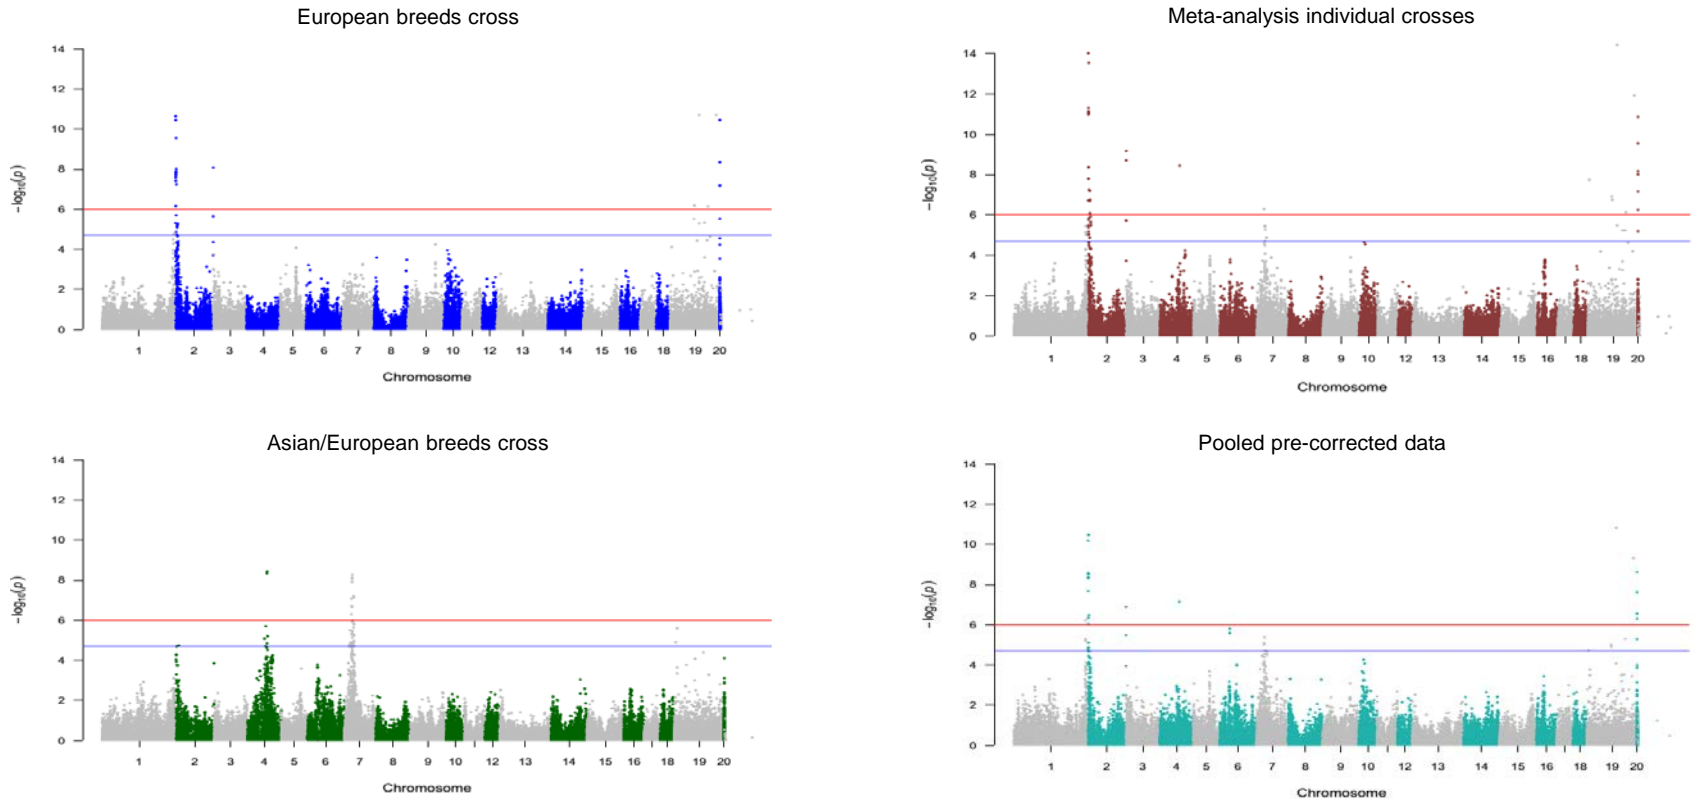 European breeds cross
14
12
10
8
6
4
2
0
−log10(p)
1 2 3 4 5 6 7 8 9 10 12 13 14 15 16 18 19 20
Chromosome
Meta-analysis individual crosses
14
12
10
8
6
4
2
0
−log10(p)
1 2 3 4 5 6 7 8 9 10 12 13 14 15 16 18 19 20
Chromosome
Asian/European breeds cross
14
12
10
8
6
4
2
0
−log10(p)
1 2 3 4 5 6 7 8 9 10 12 13 14 15 16 18 19 20
Chromosome
Pooled pre-corrected data
14
12
10
8
6
4
2
0
−log10(p)
1 2 3 4 5 6 7 8 9 10 12 13 14 15 16 18 19 20
Chromosome